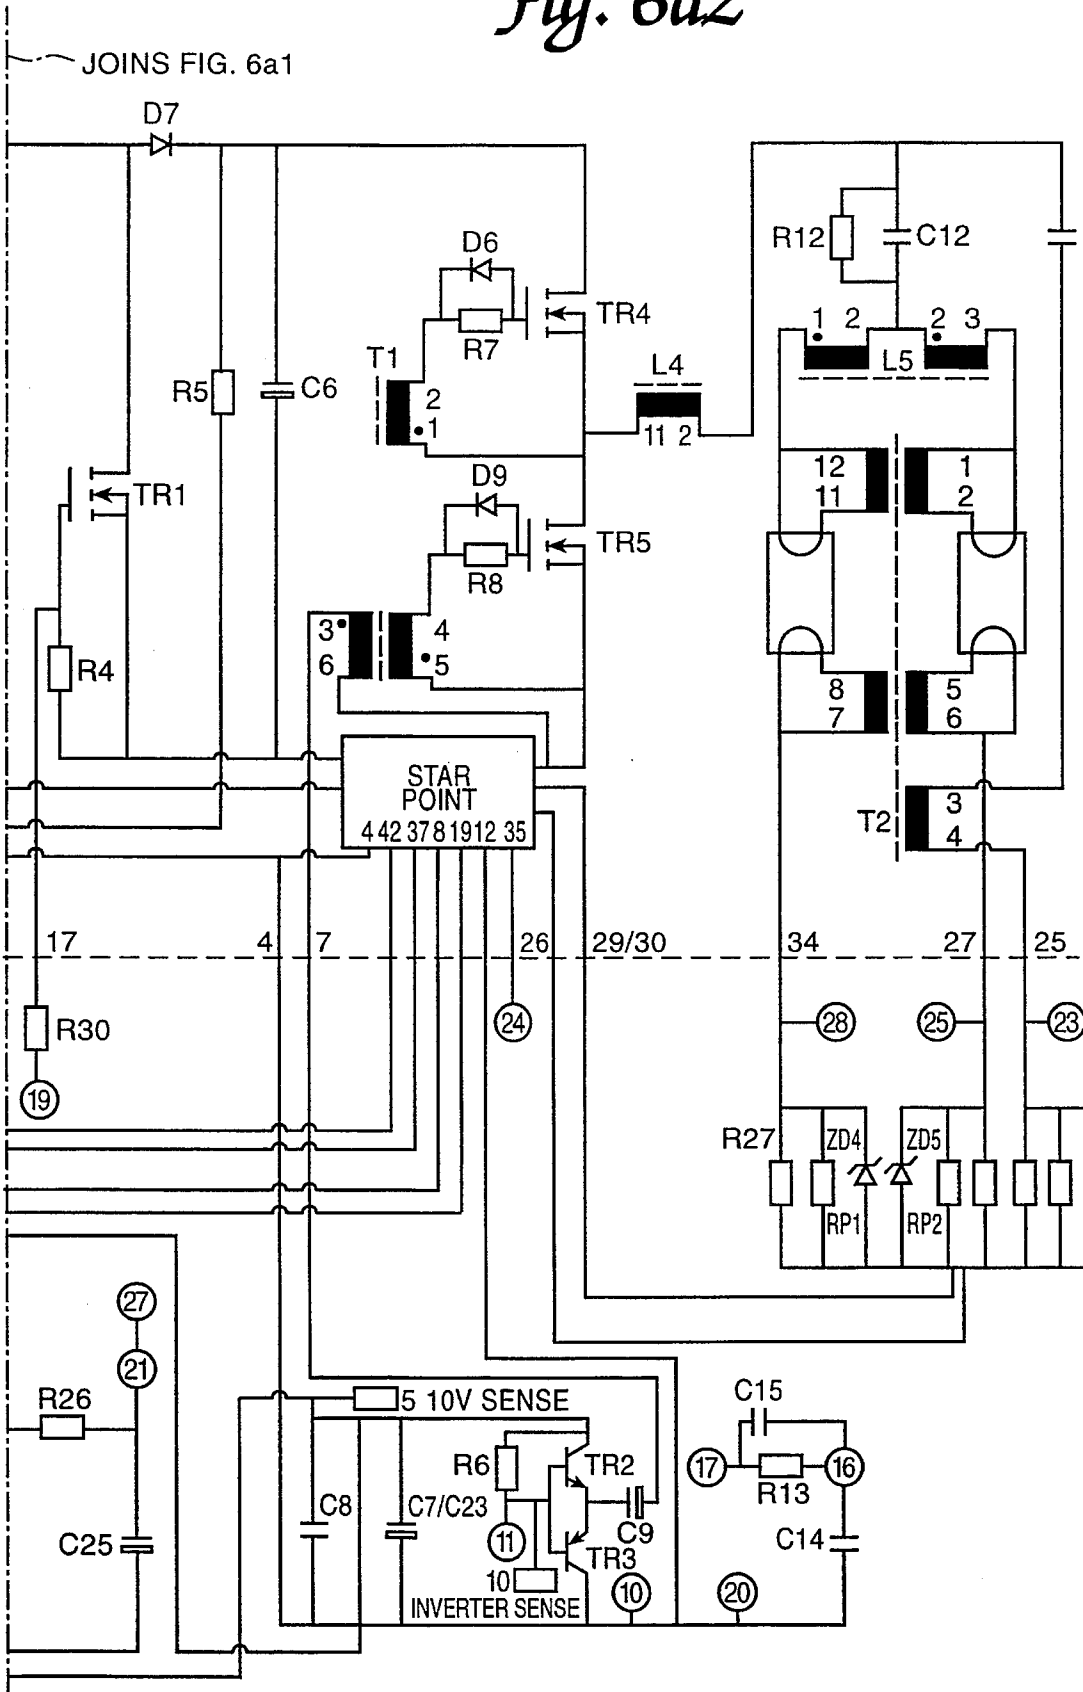 Fig. 6a2
JOINS FIG. 6a1
D7
R12
C12
D6
TR4
R7
1 2 2 3
L5
T1
L4
R5
C6
2
1
11 2
12
11
1
2
D9
TR1
TR5
R8
3
6
4
5
R4
8
7
5
6
STAR
POINT
4 42 37 8 19 12 35
T2
3
4
17
4
7
26
29/30
34
27
25
R30
24
28
25
23
19
R27
ZD4
ZD5
RP1
RP2
27
21
R26
5 10V SENSE
C15
R6
TR2
17
16
R13
C8
C7/C23
C9
C25
11
TR3
C14
10
INVERTER SENSE
10
20